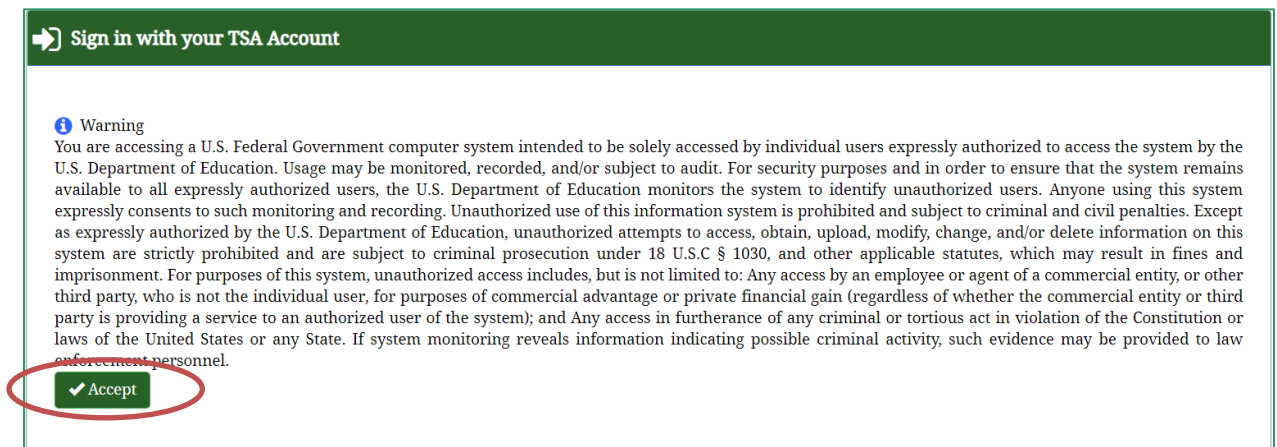 Sign in with your TSA Account
Warning
You are accessing a U.S. Federal Government computer system intended to be solely accessed by individual users expressly authorized to access the system by the
U.S. Department of Education. Usage may be monitored, recorded, and/or subject to audit. For security purposes and in order to ensure that the system remains
available to all expressly authorized users, the U.S. Department of Education monitors the system to identify unauthorized users. Anyone using this system
expressly consents to such monitoring and recording. Unauthorized use of this information system is prohibited and subject to criminal and civil penalties. Except
as expressly authorized by the U.S. Department of Education, unauthorized attempts to access, obtain, upload, modify, change, and/or delete information on this
system are strictly prohibited and are subject to criminal prosecution under 18 U.S.C § 1030, and other applicable statutes, which may result in fines and
imprisonment. For purposes of this system, unauthorized access includes, but is not limited to: Any access by an employee or agent of a commercial entity, or other
third party, who is not the individual user, for purposes of commercial advantage or private financial gain (regardless of whether the commercial entity or third
party is providing a service to an authorized user of the system); and Any access in furtherance of any criminal or tortious act in violation of the Constitution or
laws of the United States or any State. If system monitoring reveals information indicating possible criminal activity, such evidence may be provided to law
enforcement personnel.
Accept